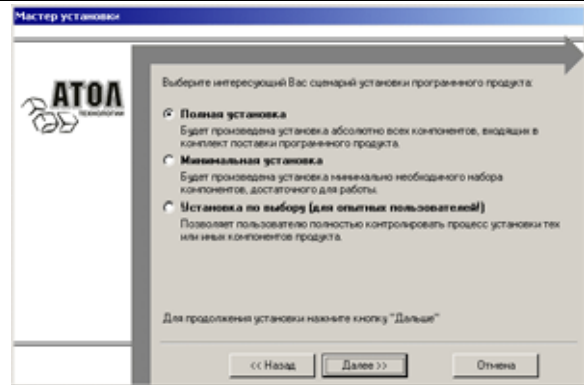 Мастер установки
АТОЛ
ТЕХНОЛОГИИ
Выберите интересующий Вас сценарий установки программного продукта:
Полная установка
Будет произведена установка абсолютно всех компонентов, входящих в
комплект поставки программного продукта.
Минимальная установка
Будет произведена установка минимально необходимого набора
компонентов, достаточного для работы.
Установка по выбору (для опытных пользователей!)
Позволяет пользователю полностью контролировать процесс установки тех
или иных компонентов продукта.
Для продолжения установки нажмите кнопку "Дальше"
<< Назад
Далее >>
Отмена